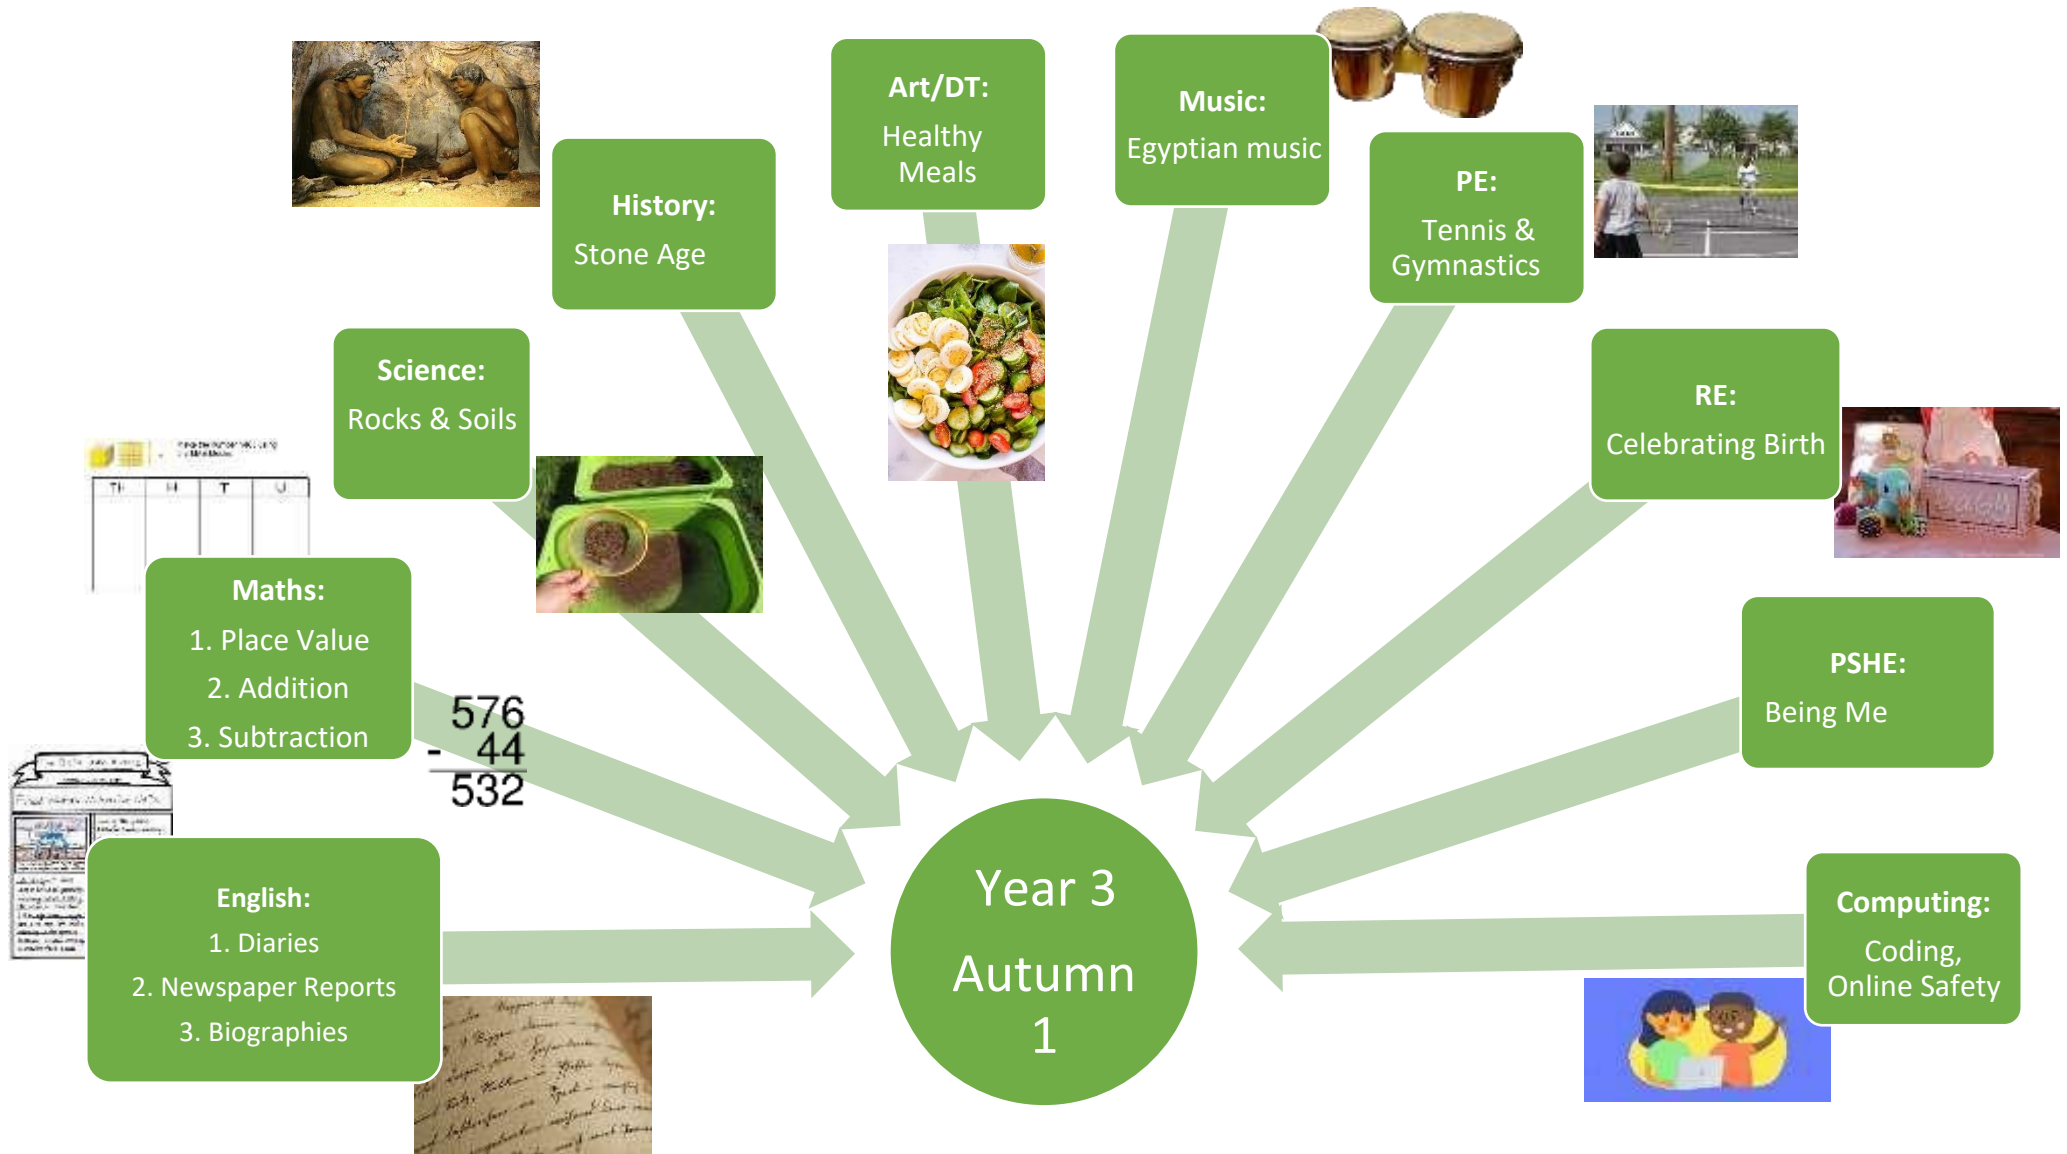 Art/DT:
Healthy
Meals
Music:
Egyptian music
History:
Stone Age
PE:
Tennis &
Gymnastics
Science:
Rocks & Soils
RE:
Celebrating Birth
T
U
Maths:
1. Place Value
2. Addition
3. Subtraction
576
- 44
532
PSHE:
Being Me
English:
1. Diaries
2. Newspaper Reports
3. Biographies
Year 3
Autumn
1
Computing:
Coding,
Online Safety